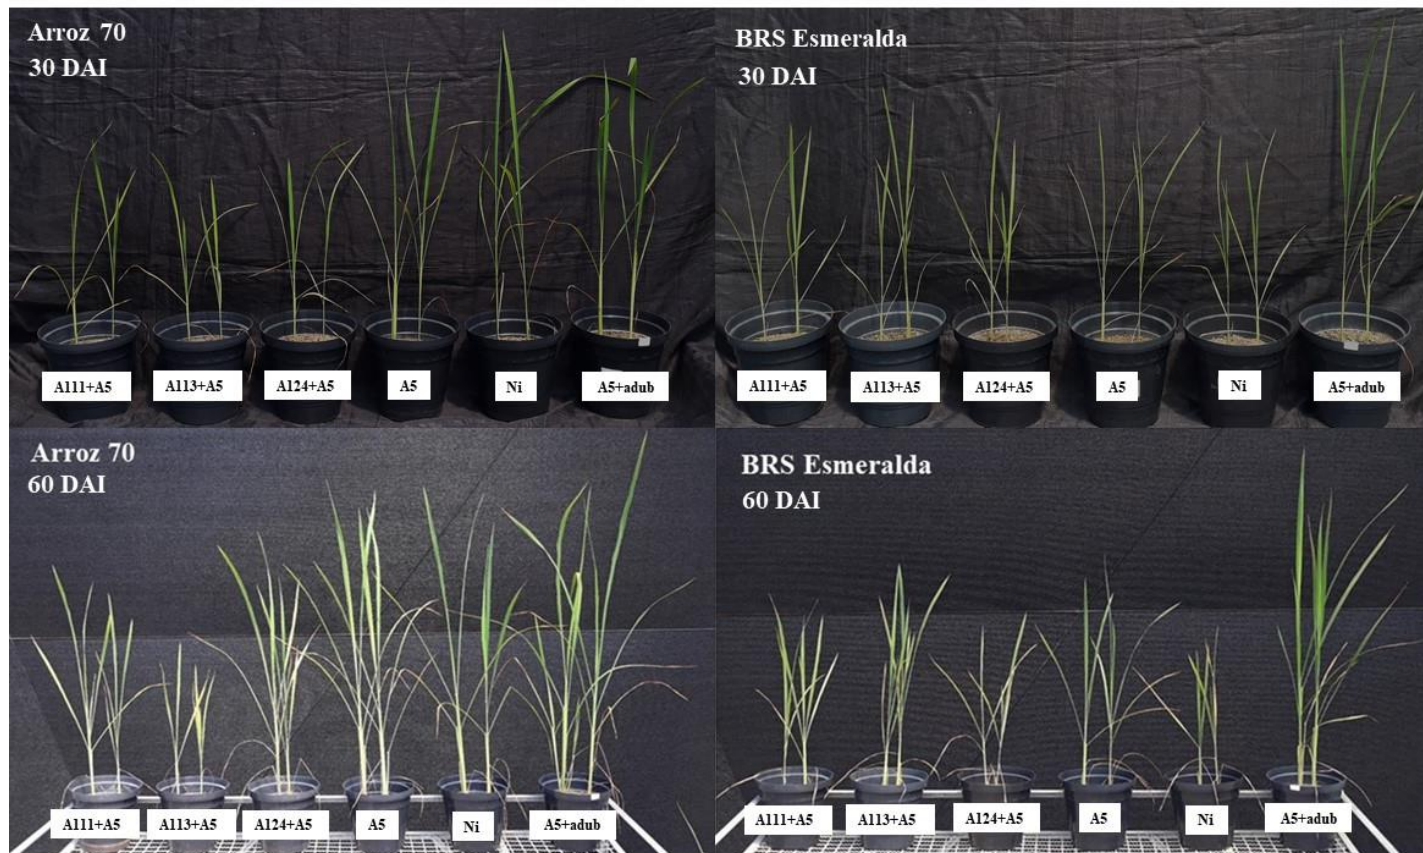 Arroz 70
30 DAI
A111+A5
A113+A5
A124+A5
A5
Ni
A5+adub
BRS Esmeralda
30 DAI
A111+A5
A113+A5
A124+A5
A5
Ni
A5+adub
Arroz 70
60 DAI
A111+A5
A113+A5
A124+A5
A5
Ni
A5+adub
BRS Esmeralda
60 DAI
A111+A5
A113+A5
A124+A5
A5
Ni
A5+adub